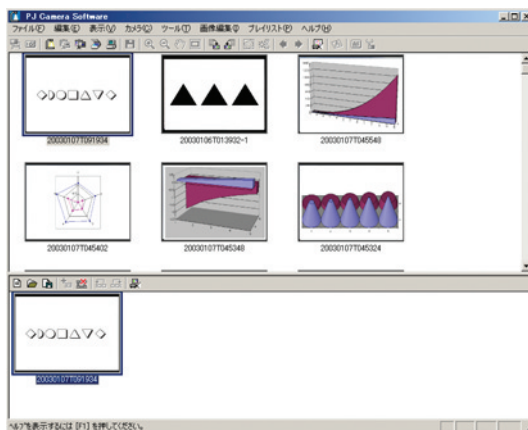 PJ Camera Software
ファイル(F) 編集(E) 表示(V) カメラ(C) ツール(T) 画像編集(I) プレイリスト(P) ヘルプ(H)
20030107T091934
20030106T013932-1
20030107T045548
20030107T045402
20030107T045348
20030107T045324
20030107T091934
ヘルプを表示するには [F1] を押してください。